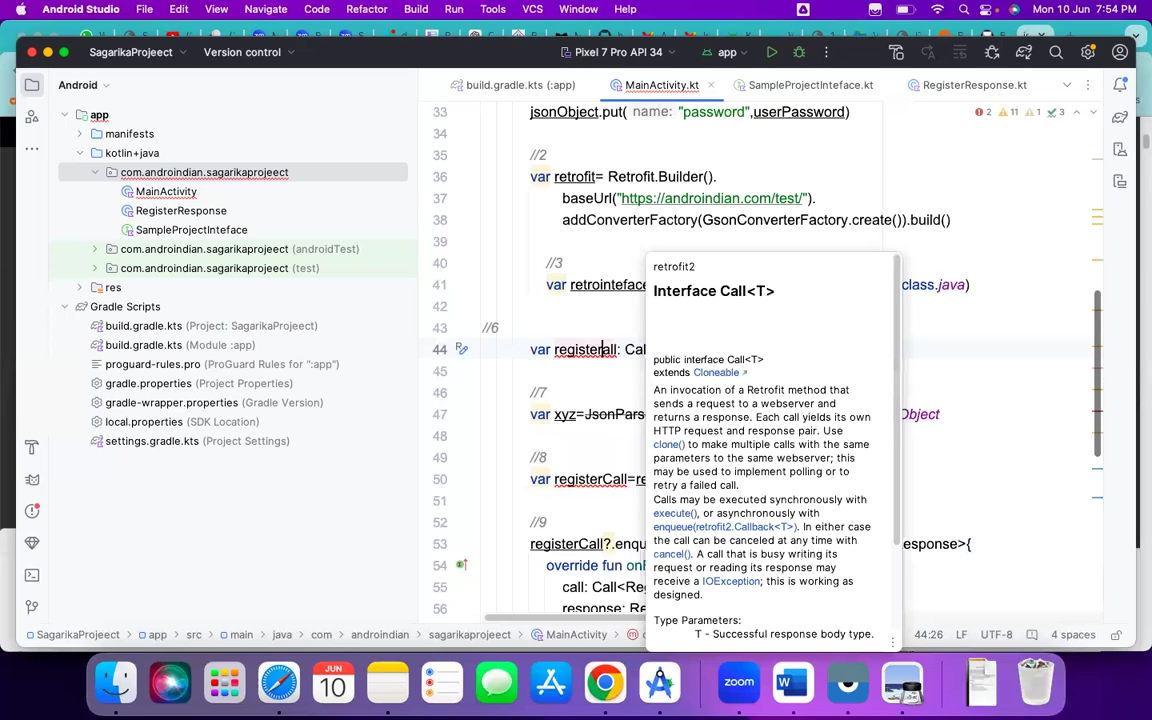 Android Studio File Edit View Navigate Code Refactor Build Run Tools VCS Window Help Mon 10 Jun 7:54 PM
SagarikaProjeect Version control Pixel 7 Pro API 34 app
Android
build.gradle.kts (:app) MainActivity.kt SampleProjectInteface.kt RegisterResponse.kt
app
manifests
kotlin+java
com.androindian.sagarikaprojeect
MainActivity
RegisterResponse
SampleProjectInteface
com.androindian.sagarikaprojeect (androidTest)
com.androindian.sagarikaprojeect (test)
res
Gradle Scripts
build.gradle.kts (Project: SagarikaProjeect)
build.gradle.kts (Module :app)
proguard-rules.pro (ProGuard Rules for ":app")
gradle.properties (Project Properties)
gradle-wrapper.properties (Gradle Version)
local.properties (SDK Location)
settings.gradle.kts (Project Settings)
2 11 1 3
33 jsonObject.put( name: "password",userPassword)
34
35 //2
36 var retrofit= Retrofit.Builder().
37 baseUrl("https://androindian.com/test/").
38 addConverterFactory(GsonConverterFactory.create()).build()
39
40 //3
41 var retrointeface class.java)
42
43 //6
44 var registerall: Cal
45
46 //7
47 var xyz=JsonPars Object
48
49 //8
50 var registerCall=re
51
52 //9
53 registerCall?.enqu esponse>{
54 override fun onR
55 call: Call<Reg
56 response: Re
retrofit2
Interface Call<T>
public interface Call<T>
extends Cloneable
An invocation of a Retrofit method that
sends a request to a webserver and
returns a response. Each call yields its own
HTTP request and response pair. Use
clone() to make multiple calls with the same
parameters to the same webserver; this
may be used to implement polling or to
retry a failed call.
Calls may be executed synchronously with
execute(), or asynchronously with
enqueue(retrofit2.Callback<T>). In either case
the call can be canceled at any time with
cancel(). A call that is busy writing its
request or reading its response may
receive a IOException; this is working as
designed.
Type Parameters:
T - Successful response body type.
SagarikaProjeect app src main java com androindian sagarikaprojeect MainActivity 44:26 LF UTF-8 4 spaces
JUN
10
zoom